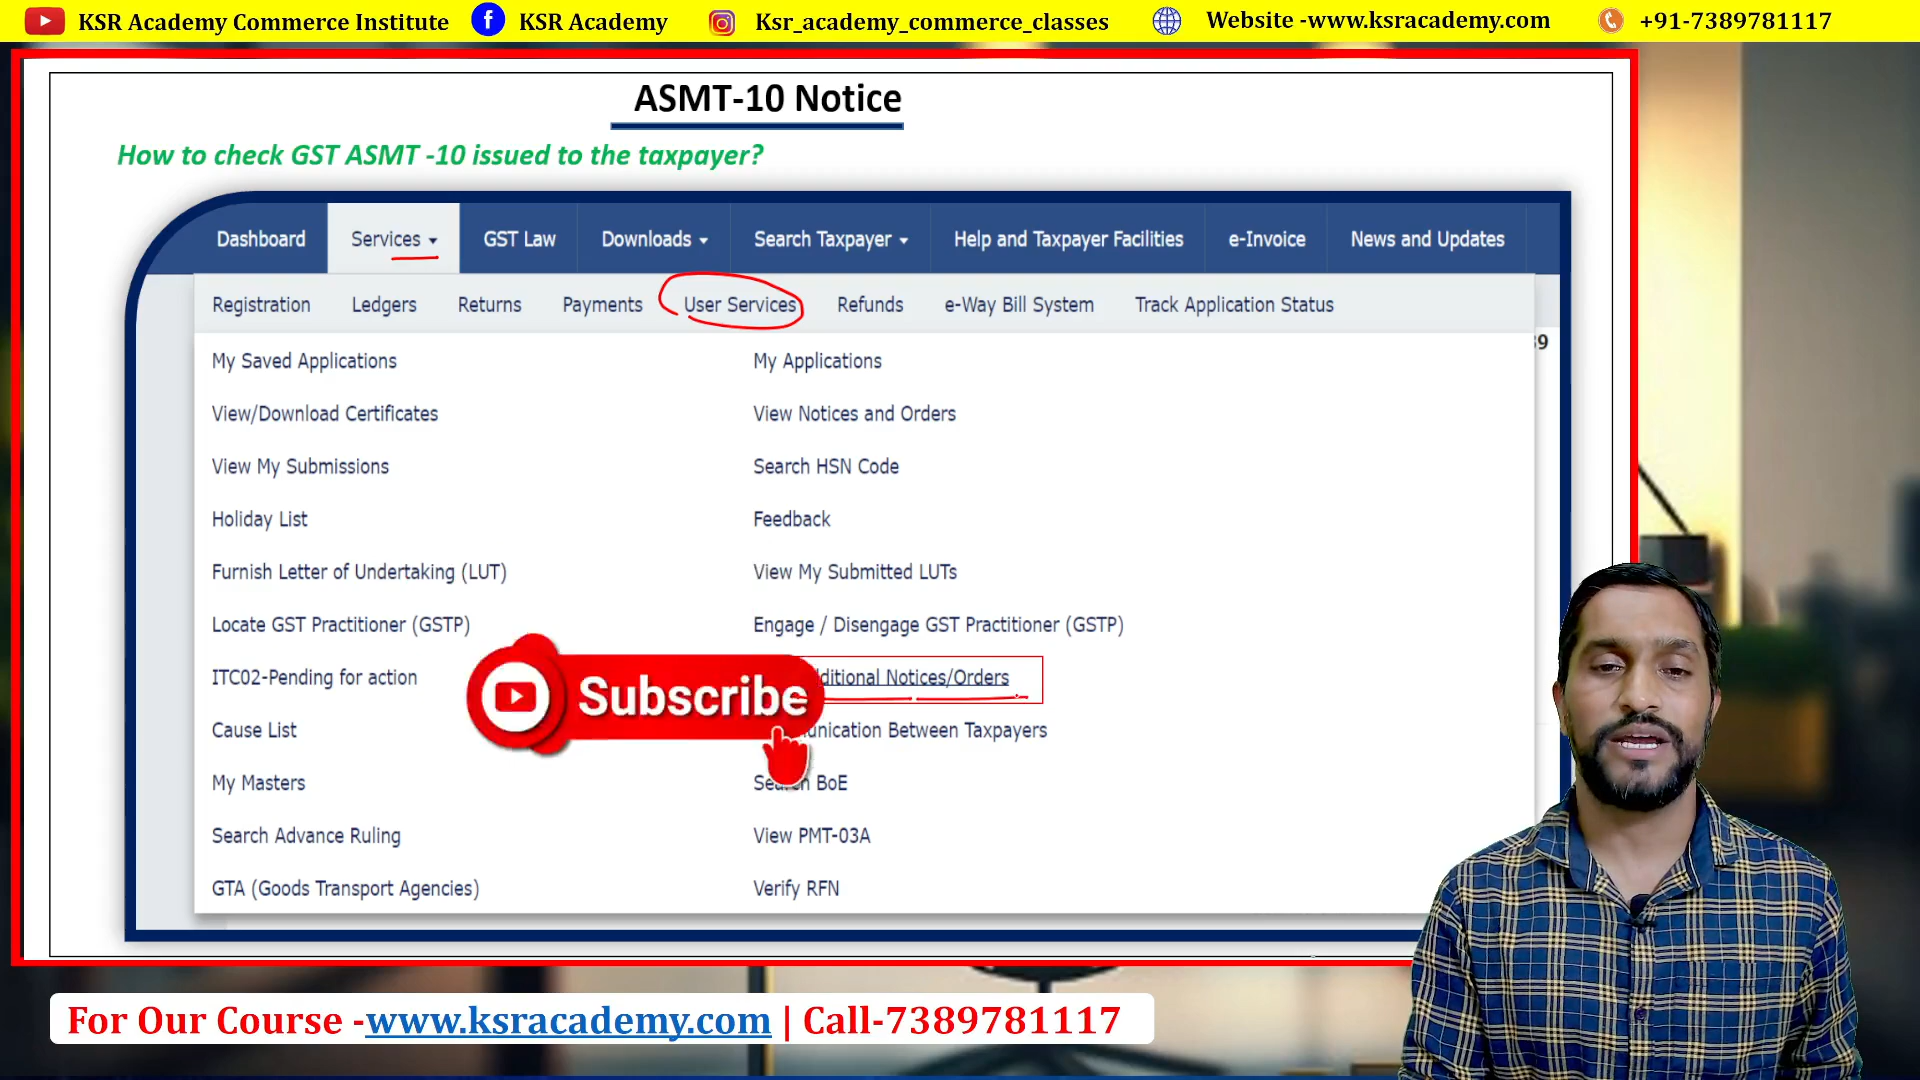 KSR Academy Commerce Institute KSR Academy Ksr_academy_commerce_classes Website -www.ksracademy.com +91-7389781117
ASMT-10 Notice
How to check GST ASMT -10 issued to the taxpayer?
Dashboard Services GST Law Downloads Search Taxpayer Help and Taxpayer Facilities e-Invoice News and Updates
Registration Ledgers Returns Payments User Services Refunds e-Way Bill System Track Application Status
My Saved Applications My Applications
View/Download Certificates View Notices and Orders
View My Submissions Search HSN Code
Holiday List Feedback
Furnish Letter of Undertaking (LUT) View My Submitted LUTs
Locate GST Practitioner (GSTP) Engage / Disengage GST Practitioner (GSTP)
ITC02-Pending for action Notices/Orders
Subscribe
Cause List Between Taxpayers
My Masters BoE
Search Advance Ruling View PMT-03A
GTA (Goods Transport Agencies) Verify RFN
For Our Course -www.ksracademy.com | Call-7389781117